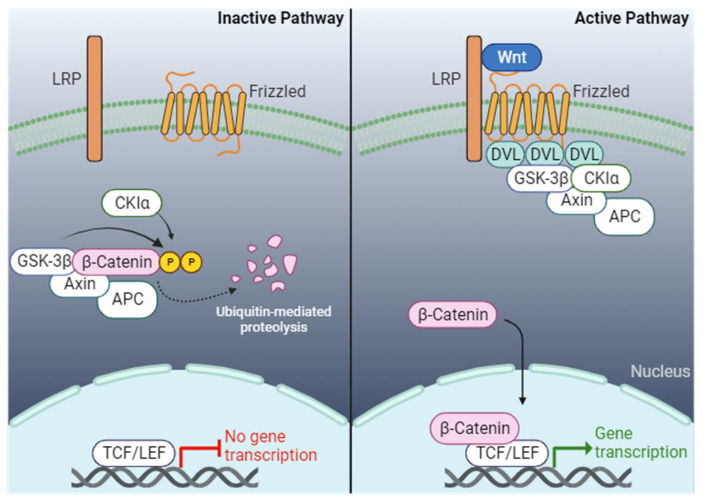 Inactive Pathway
LRP
Frizzled
CKIα
GSK-3β
β-Catenin
P
P
Axin
APC
Ubiquitin-mediated
proteolysis
TCF/LEF
No gene
transcription
Active Pathway
Wnt
LRP
Frizzled
DVL
DVL
DVL
GSK-3β
CKIα
Axin
APC
β-Catenin
Nucleus
β-Catenin
TCF/LEF
Gene
transcription